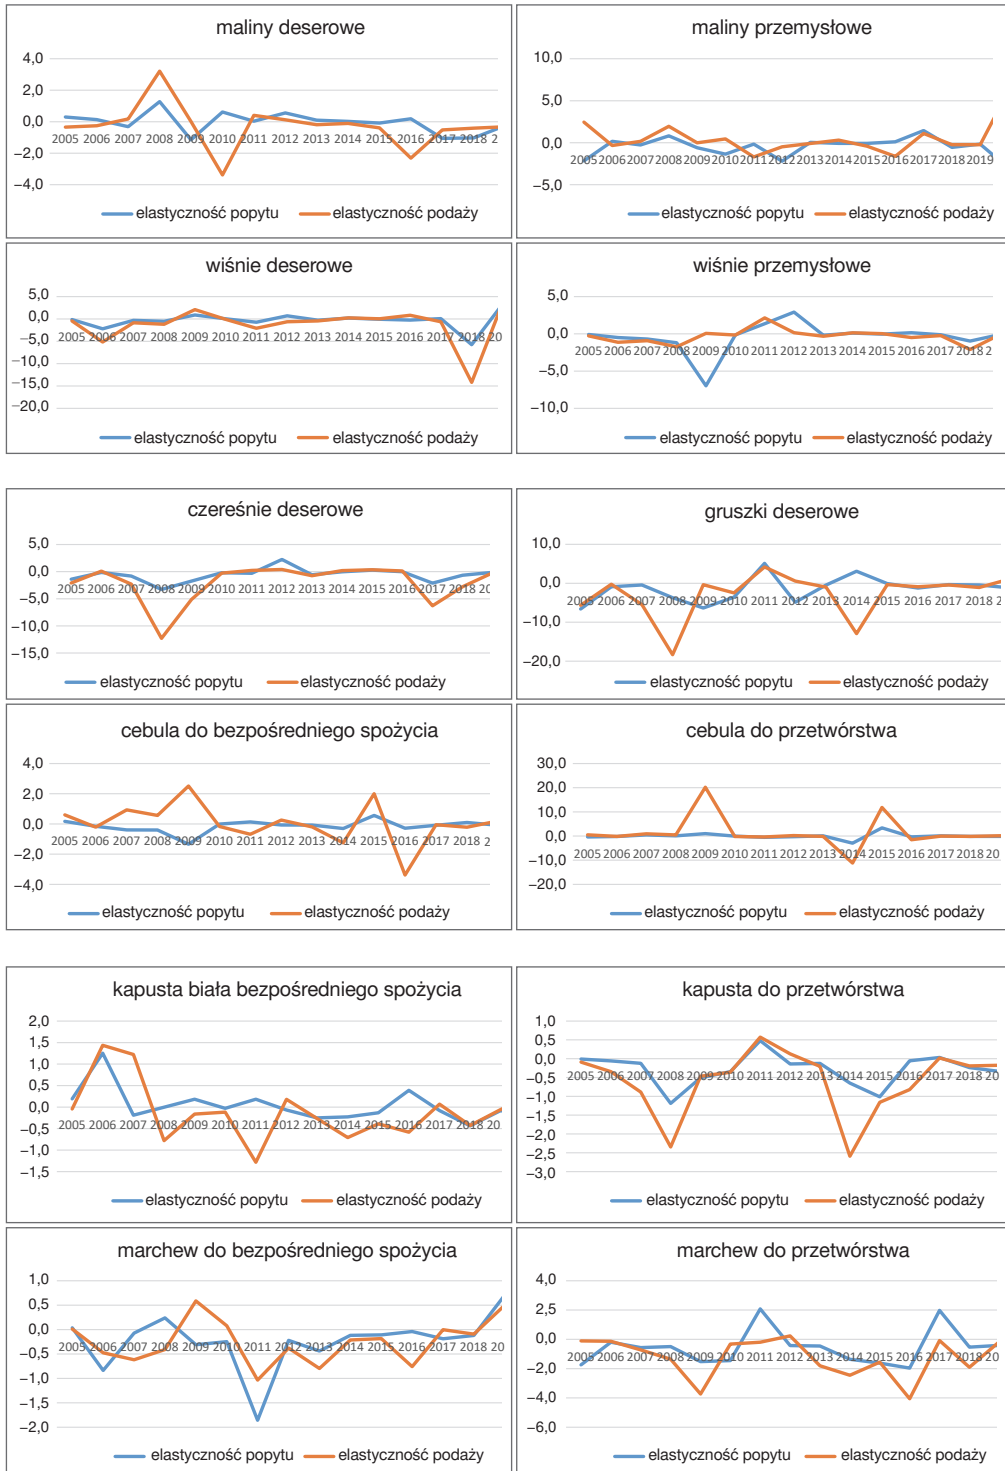 maliny deserowe
4,0
2,0
0,0
−2,0
−4,0
2005 2006 2007 2008 2009 2010 2011 2012 2013 2014 2015 2016 2017 2018 2
elastyczność popytu elastyczność podaży
maliny przemysłowe
10,0
5,0
0,0
−5,0
2005 2006 2007 2008 2009 2010 2011 2012 2013 2014 2015 2016 2017 2018 2019
elastyczność popytu elastyczność podaży
wiśnie deserowe
5,0
0,0
−5,0
−10,0
−15,0
−20,0
2005 2006 2007 2008 2009 2010 2011 2012 2013 2014 2015 2016 2017 2018 20
elastyczność popytu elastyczność podaży
wiśnie przemysłowe
5,0
0,0
−5,0
−10,0
2005 2006 2007 2008 2009 2010 2011 2012 2013 2014 2015 2016 2017 2018 2
elastyczność popytu elastyczność podaży
czereśnie deserowe
5,0
0,0
−5,0
−10,0
−15,0
2005 2006 2007 2008 2009 2010 2011 2012 2013 2014 2015 2016 2017 2018 2
elastyczność popytu elastyczność podaży
gruszki deserowe
10,0
0,0
−10,0
−20,0
2005 2006 2007 2008 2009 2010 2011 2012 2013 2014 2015 2016 2017 2018 2
elastyczność popytu elastyczność podaży
cebula do bezpośredniego spożycia
4,0
2,0
0,0
−2,0
−4,0
2005 2006 2007 2008 2009 2010 2011 2012 2013 2014 2015 2016 2017 2018 2
elastyczność popytu elastyczność podaży
cebula do przetwórstwa
30,0
20,0
10,0
0,0
−10,0
−20,0
2005 2006 2007 2008 2009 2010 2011 2012 2013 2014 2015 2016 2017 2018 20
elastyczność popytu elastyczność podaży
kapusta biała bezpośredniego spożycia
2,0
1,5
1,0
0,5
0,0
−0,5
−1,0
−1,5
2005 2006 2007 2008 2009 2010 2011 2012 2013 2014 2015 2016 2017 2018 20
elastyczność popytu elastyczność podaży
kapusta do przetwórstwa
1,0
0,0
−0,5
−1,0
−1,5
−2,0
−2,5
−3,0
2005 2006 2007 2008 2009 2010 2011 2012 2013 2014 2015 2016 2017 2018 2
elastyczność popytu elastyczność podaży
marchew do bezpośredniego spożycia
1,0
0,5
0,0
−0,5
−1,0
−1,5
−2,0
2005 2006 2007 2008 2009 2010 2011 2012 2013 2014 2015 2016 2017 2018 20
elastyczność popytu elastyczność podaży
marchew do przetwórstwa
4,0
2,5
0,0
−2,0
−4,0
−6,0
2005 2006 2007 2008 2009 2010 2011 2012 2013 2014 2015 2016 2017 2018 20
elastyczność popytu elastyczność podaży